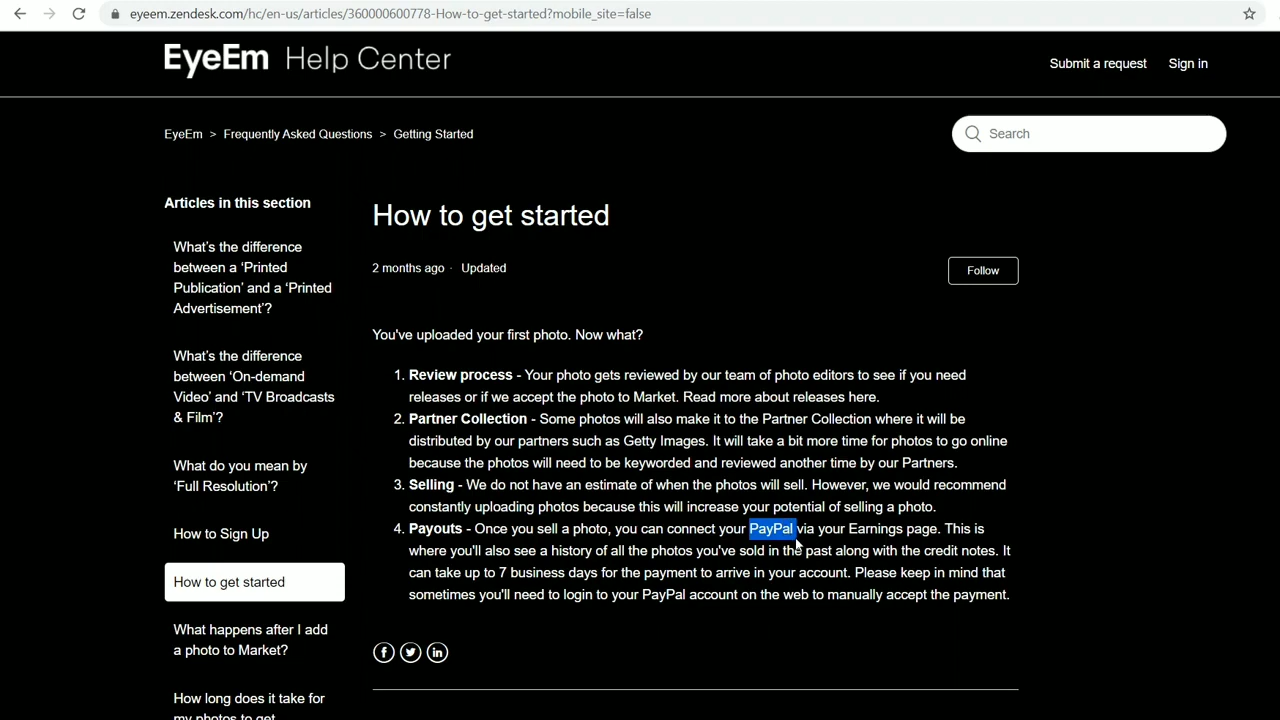 eyeem.zendesk.com/hc/en-us/articles/360000600778-How-to-get-started?mobile_site=false
EyeEm Help Center
Submit a request
Sign in
EyeEm > Frequently Asked Questions > Getting Started
Search
Articles in this section
What's the difference
between a ‘Printed
Publication’ and a ‘Printed
Advertisement’?
What's the difference
between ‘On-demand
Video’ and ‘TV Broadcasts
& Film’?
What do you mean by
‘Full Resolution’?
How to Sign Up
How to get started
What happens after I add
a photo to Market?
How long does it take for
my photos to get
How to get started
2 months ago · Updated
Follow
You've uploaded your first photo. Now what?
1. Review process - Your photo gets reviewed by our team of photo editors to see if you need
releases or if we accept the photo to Market. Read more about releases here.
2. Partner Collection - Some photos will also make it to the Partner Collection where it will be
distributed by our partners such as Getty Images. It will take a bit more time for photos to go online
because the photos will need to be keyworded and reviewed another time by our Partners.
3. Selling - We do not have an estimate of when the photos will sell. However, we would recommend
constantly uploading photos because this will increase your potential of selling a photo.
4. Payouts - Once you sell a photo, you can connect your PayPal via your Earnings page. This is
where you'll also see a history of all the photos you've sold in the past along with the credit notes. It
can take up to 7 business days for the payment to arrive in your account. Please keep in mind that
sometimes you'll need to login to your PayPal account on the web to manually accept the payment.